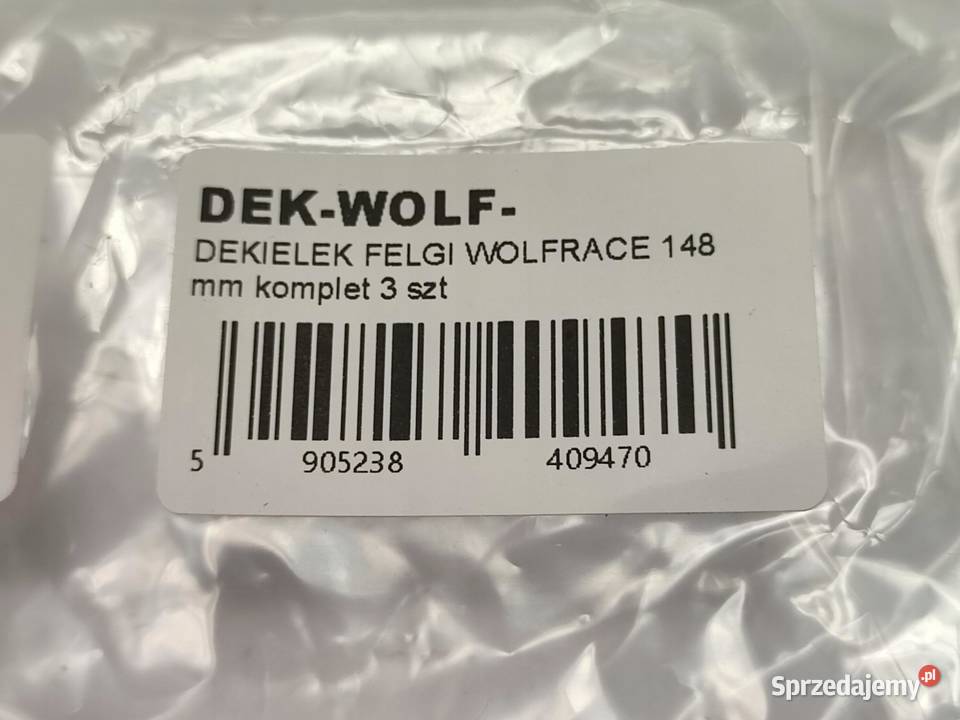 DEK-WOLF-
DEKIELEK FELGI WOLFRACE 148
mm komplet 3 szt
5 905238 409470
Sprzedajemy.pl